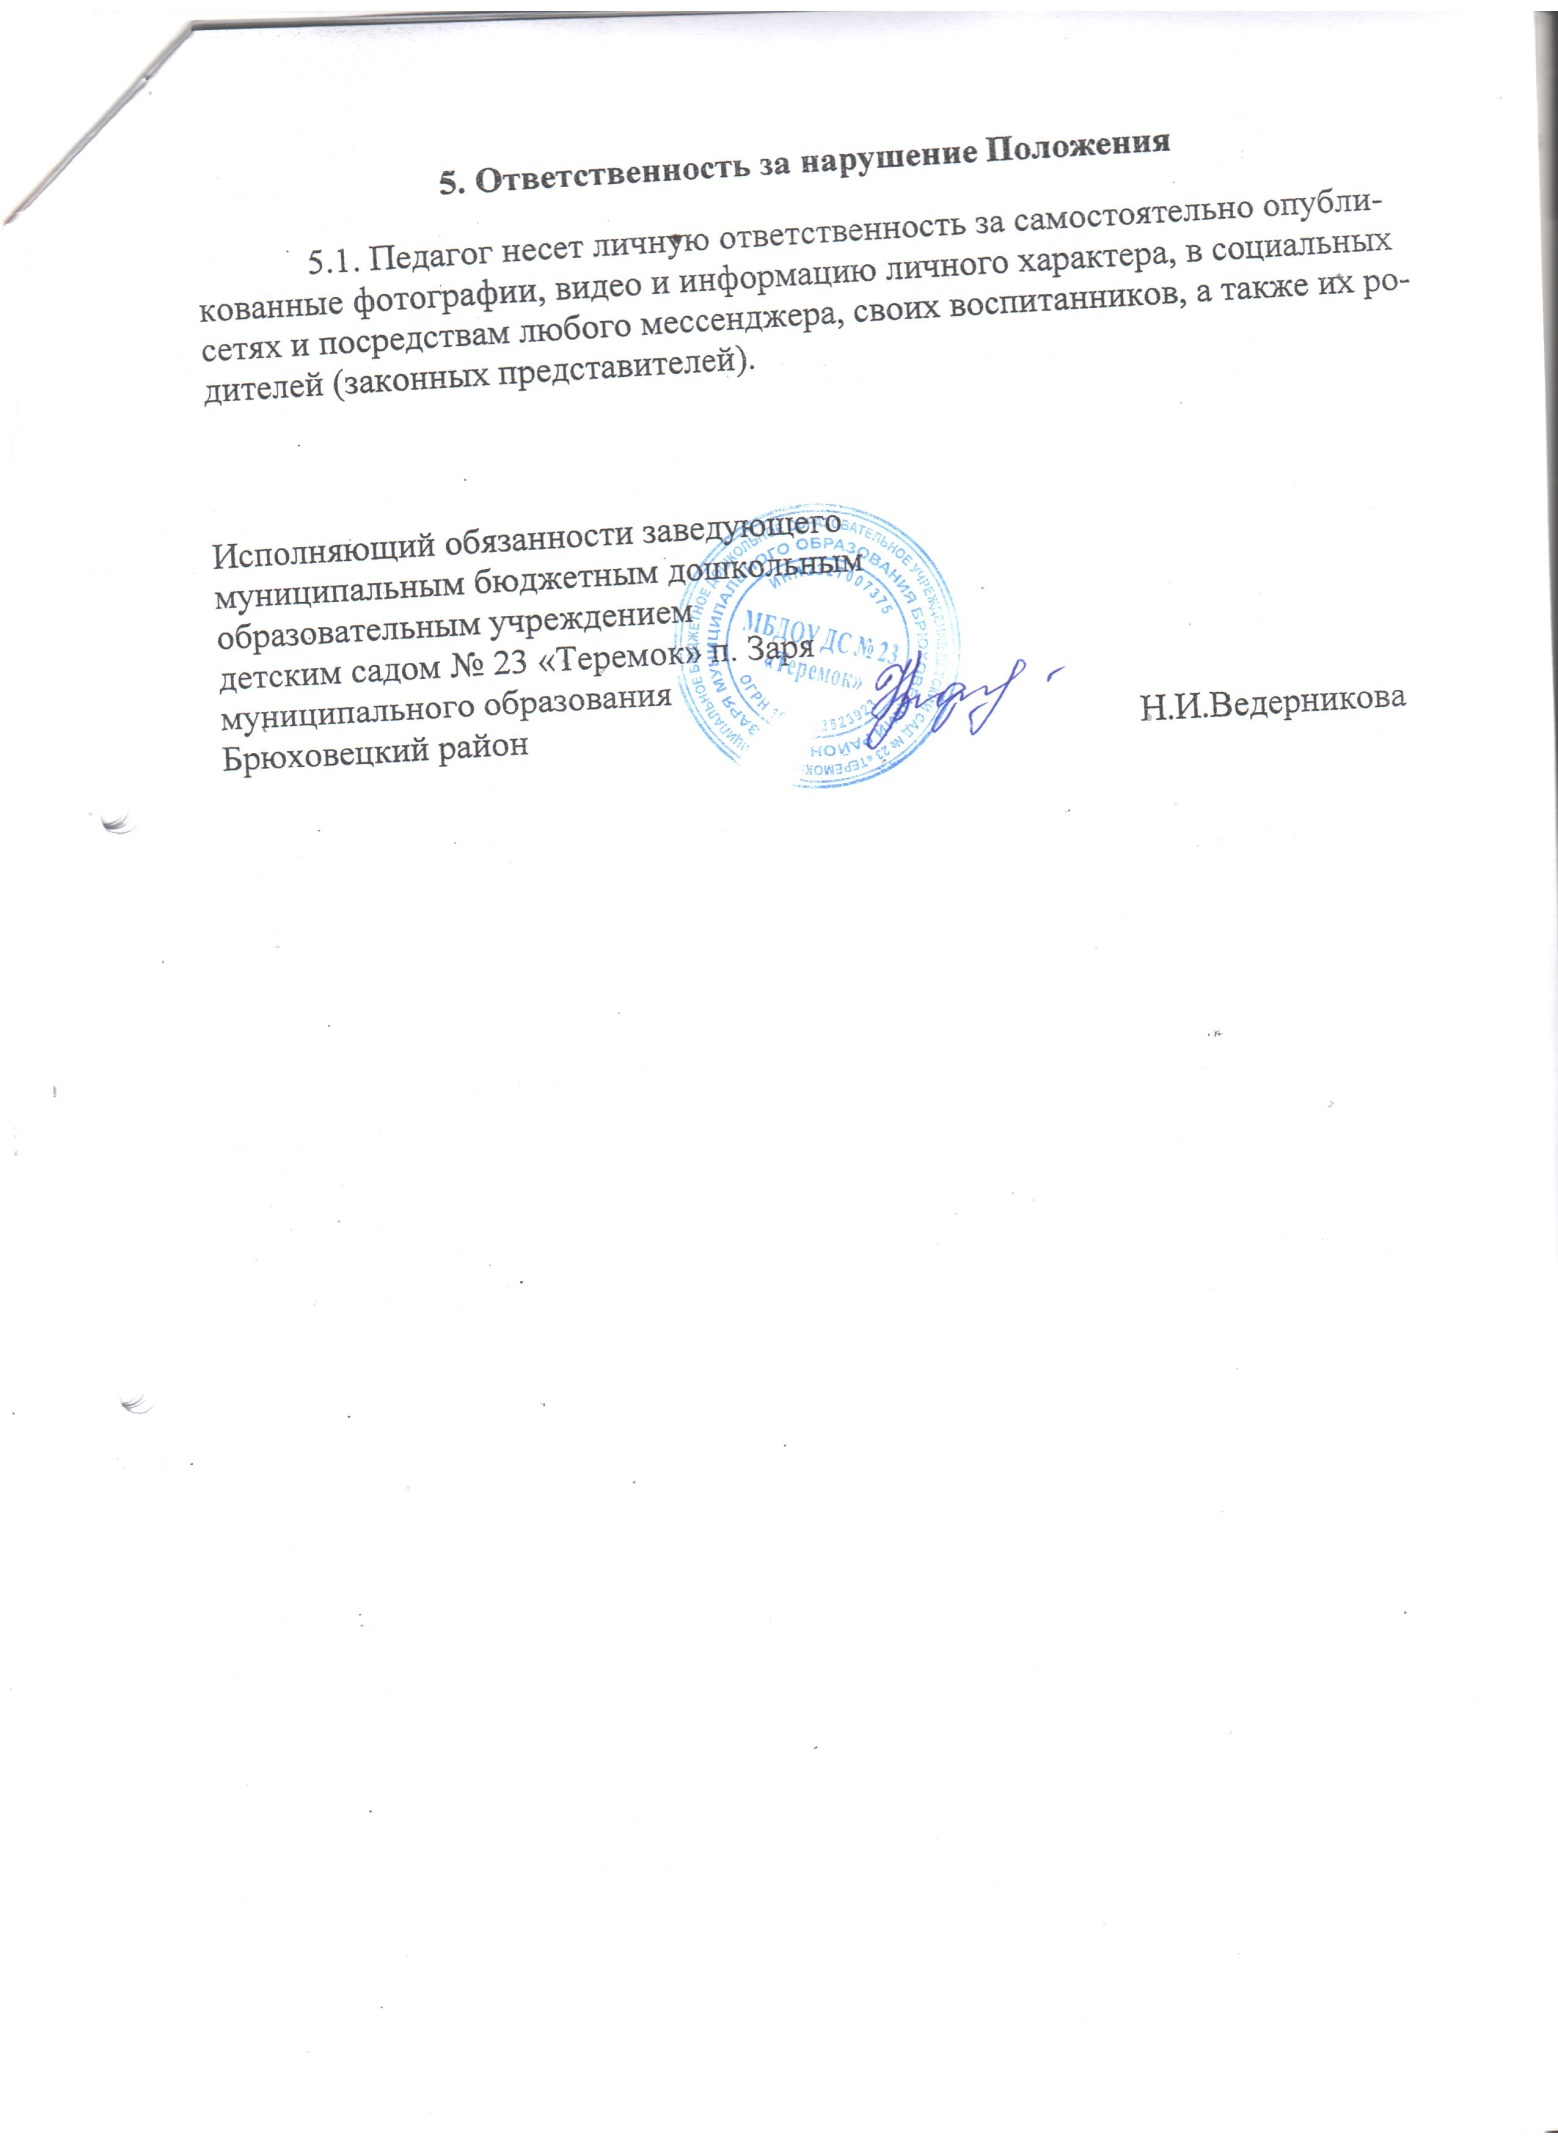 5. Ответственность за нарушение Положения
5.1. Педагог несет личную ответственность за самостоятельно опубли-
кованные фотографии, видео и информацию личного характера, в социальных
сетях и посредствам любого мессенджера, своих воспитанников, а также их ро-
дителей (законных представителей).
Исполняющий обязанности заведующего
муниципальным бюджетным дошкольным
образовательным учреждением
детским садом № 23 «Теремок» п. Заря
муниципального образования
Брюховецкий район
Н.И.Ведерникова
МБДОУ ДС № 23
«Теремок»